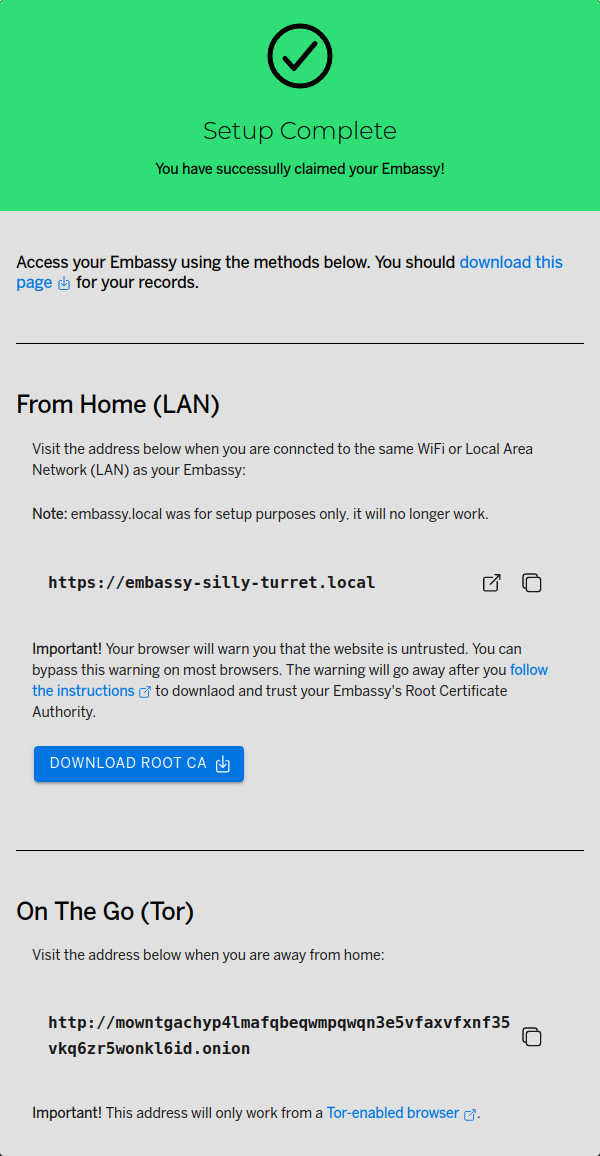 Setup Complete
You have successully claimed your Embassy!
Access your Embassy using the methods below. You should download this
page for your records.
From Home (LAN)
Visit the address below when you are conncted to the same WiFi or Local Area
Network (LAN) as your Embassy:
Note: embassy.local was for setup purposes only, it will no longer work.
https://embassy-silly-turret.local
Important! Your browser will warn you that the website is untrusted. You can
bypass this warning on most browsers. The warning will go away after you follow
the instructions to downlaod and trust your Embassy's Root Certificate
Authority.
DOWNLOAD ROOT CA
On The Go (Tor)
Visit the address below when you are away from home:
http://mowntgachyp4lmafqbeqwmpqwqn3e5vfaxvfxnf35
vkq6zr5wonkl6id.onion
Important! This address will only work from a Tor-enabled browser .